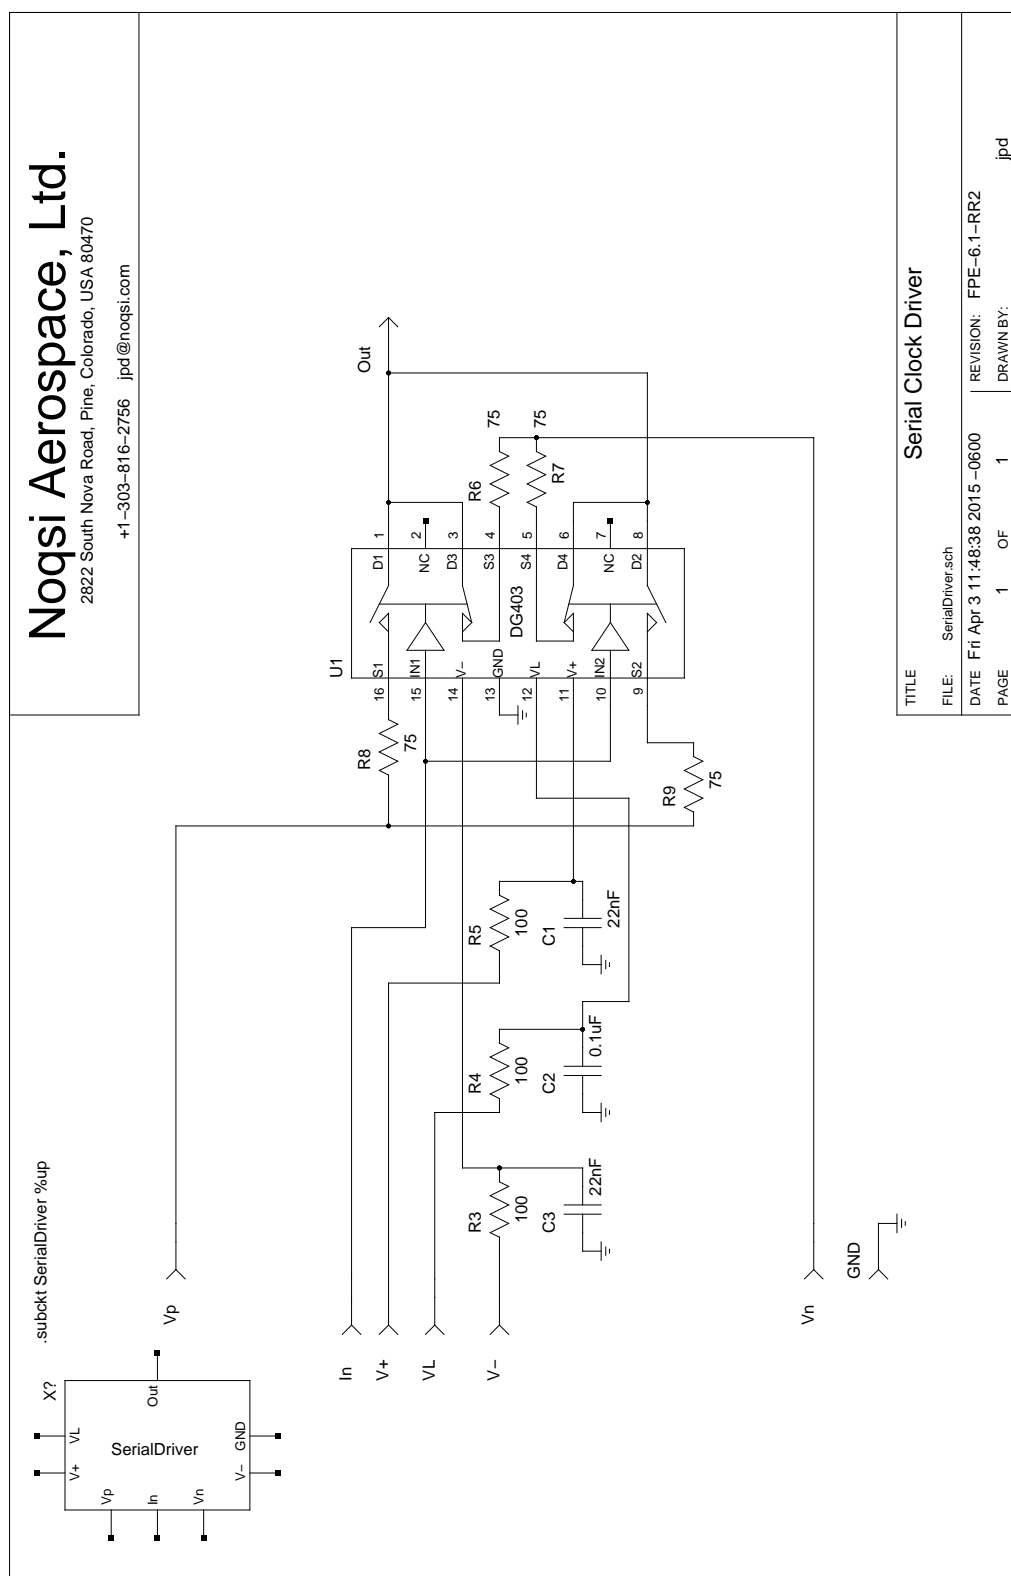 Noqsi Aerospace, Ltd.
2822 South Nova Road, Pine, Colorado, USA 80470
+1−303−816−2756 jpd@noqsi.com
.subckt SerialDriver %up
X?
SerialDriver
V+
VL
Vp
In
Vn
Out
V−
GND
Vp
In
V+
VL
V−
Vn
GND
R3
100
C3
22nF
R4
100
C2
0.1uF
R5
100
C1
22nF
R8
75
R9
75
U1
DG403
16
S1
15
IN1
14
V−
13
GND
12
VL
11
V+
10
IN2
9
S2
D1
1
NC
2
D3
3
S3
4
S4
5
D4
6
NC
7
D2
8
R6
75
R7
75
Out
TITLE
Serial Clock Driver
FILE: SerialDriver.sch
REVISION: FPE−6.1−RR2
DATE Fri Apr 3 11:48:38 2015 −0600
PAGE 1 OF 1
DRAWN BY: jpd